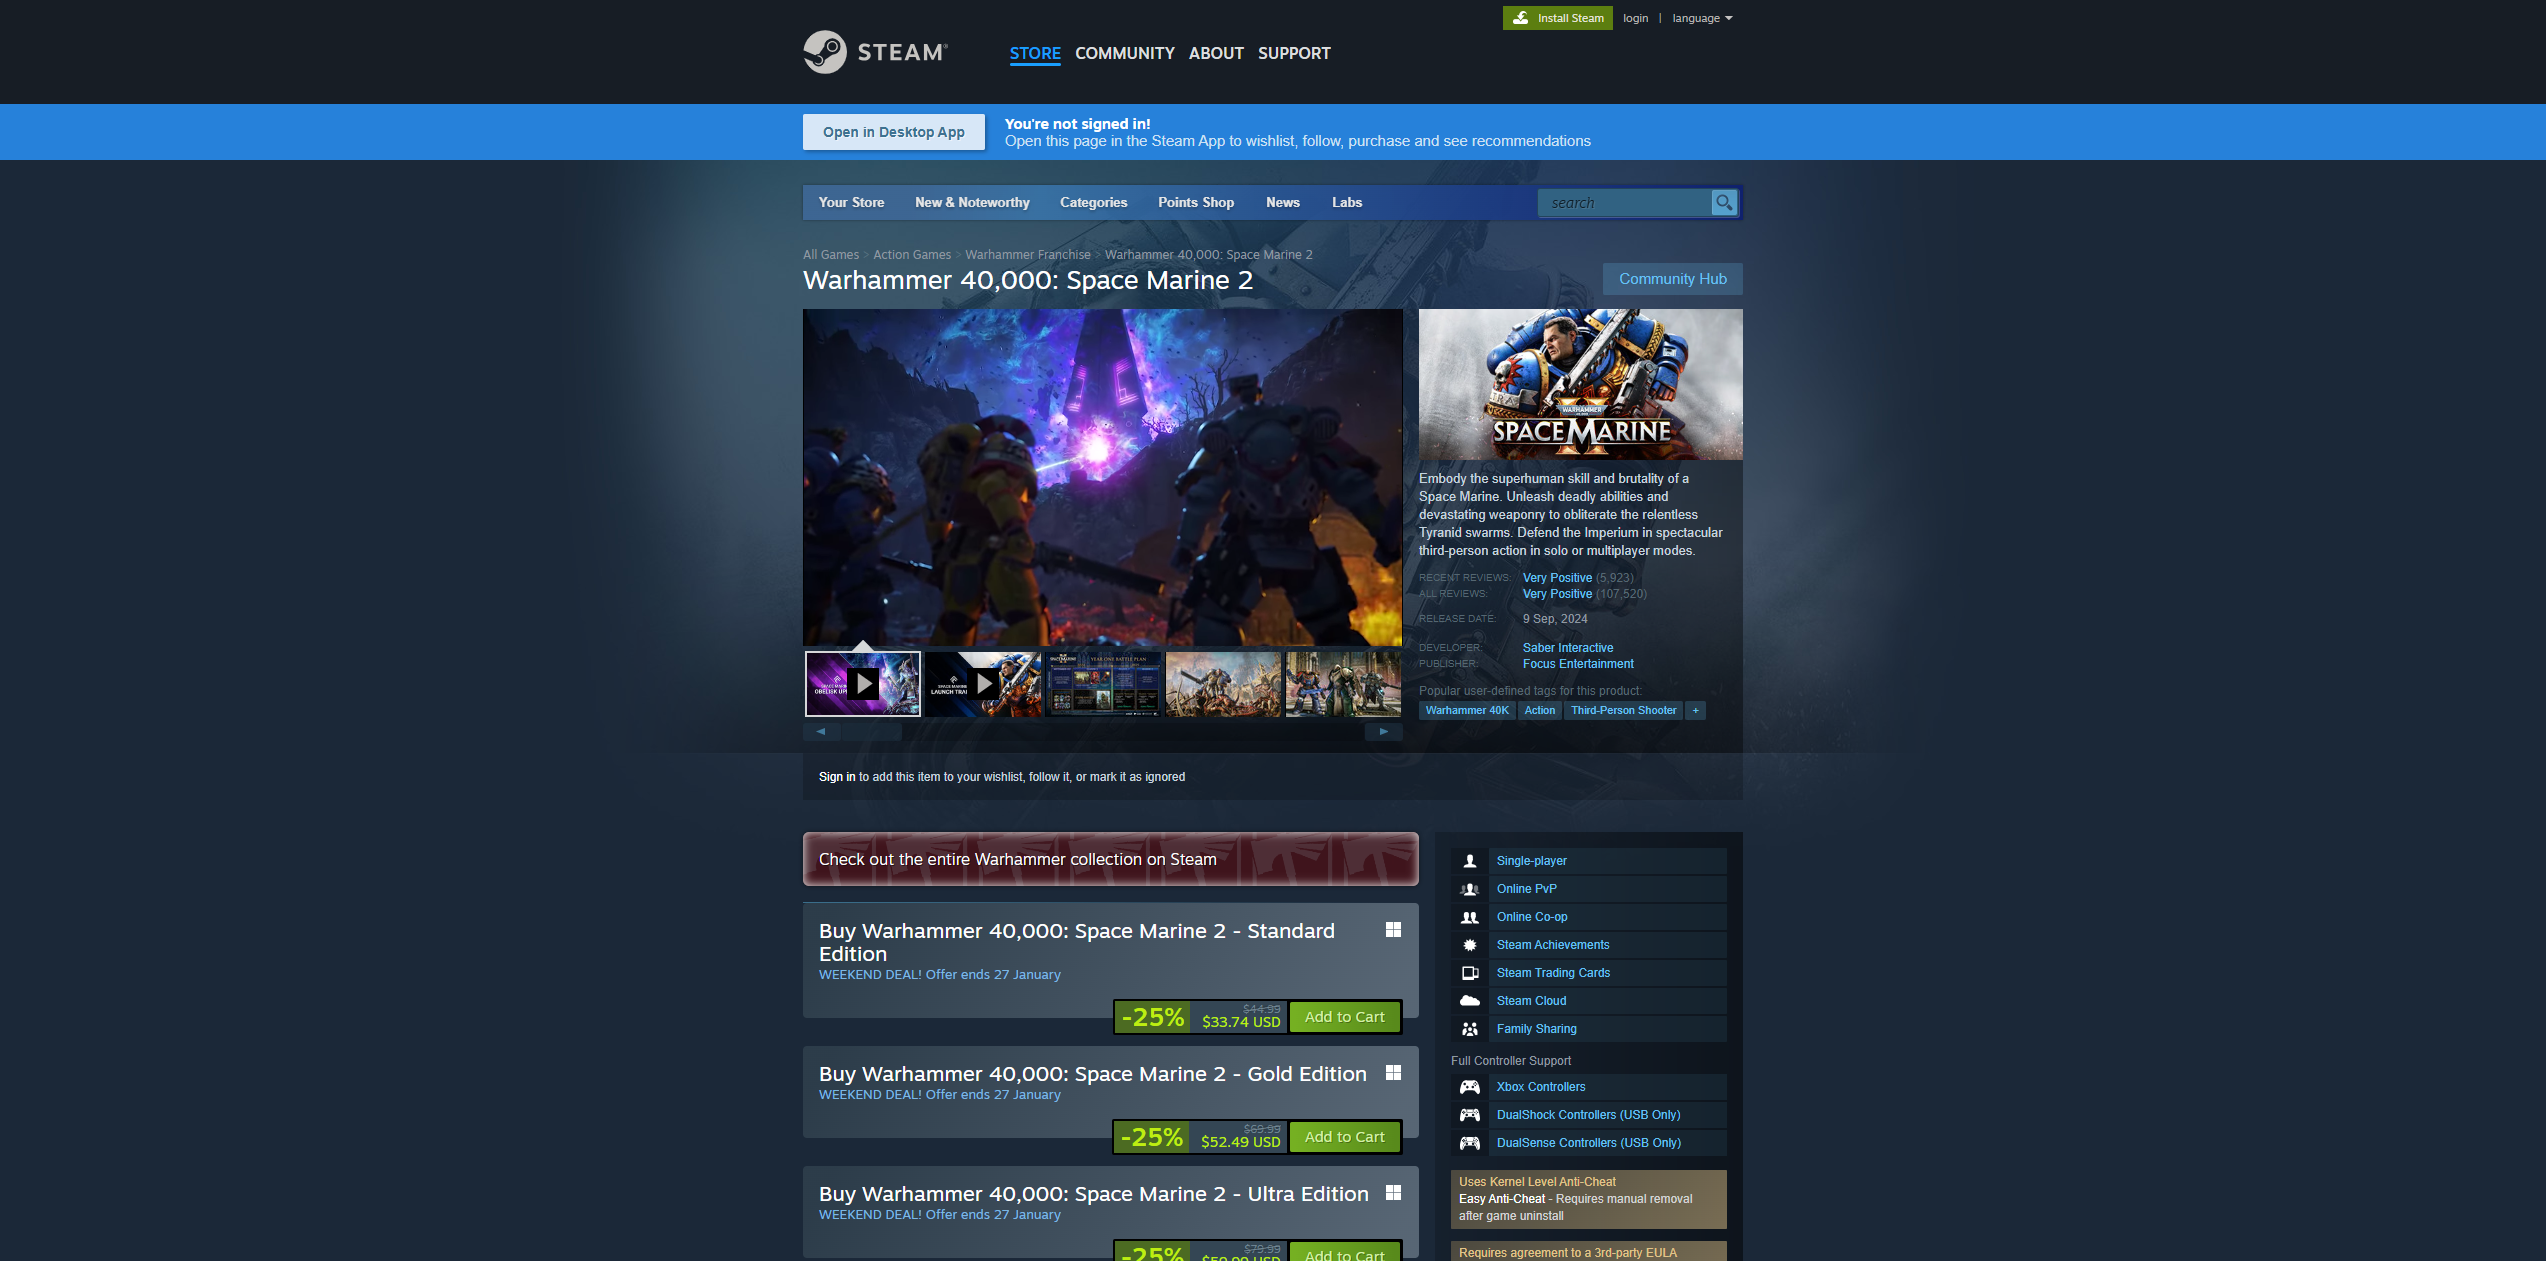 Install Steam login | language
STEAM®
STORE COMMUNITY ABOUT SUPPORT
Open in Desktop App
You're not signed in!
Open this page in the Steam App to wishlist, follow, purchase and see recommendations
Your Store New & Noteworthy Categories Points Shop News Labs search
All Games > Action Games > Warhammer Franchise > Warhammer 40,000: Space Marine 2
Warhammer 40,000: Space Marine 2
Community Hub
WARHAMMER
40,000
SPACE MARINE
Embody the superhuman skill and brutality of a
Space Marine. Unleash deadly abilities and
devastating weaponry to obliterate the relentless
Tyranid swarms. Defend the Imperium in spectacular
third-person action in solo or multiplayer modes.
RECENT REVIEWS: Very Positive (5,923)
ALL REVIEWS: Very Positive (107,520)
RELEASE DATE: 9 Sep, 2024
DEVELOPER: Saber Interactive
PUBLISHER: Focus Entertainment
Popular user-defined tags for this product:
Warhammer 40K Action Third-Person Shooter +
YEAR ONE BATTLE PLAN
Sign in to add this item to your wishlist, follow it, or mark it as ignored
Check out the entire Warhammer collection on Steam
Buy Warhammer 40,000: Space Marine 2 - Standard
Edition
WEEKEND DEAL! Offer ends 27 January
-25% $44.99 $33.74 USD Add to Cart
Buy Warhammer 40,000: Space Marine 2 - Gold Edition
WEEKEND DEAL! Offer ends 27 January
-25% $69.99 $52.49 USD Add to Cart
Buy Warhammer 40,000: Space Marine 2 - Ultra Edition
WEEKEND DEAL! Offer ends 27 January
-25% $79.99 Add to Cart
Single-player
Online PvP
Online Co-op
Steam Achievements
Steam Trading Cards
Steam Cloud
Family Sharing
Full Controller Support
Xbox Controllers
DualShock Controllers (USB Only)
DualSense Controllers (USB Only)
Uses Kernel Level Anti-Cheat
Easy Anti-Cheat - Requires manual removal
after game uninstall
Requires agreement to a 3rd-party EULA